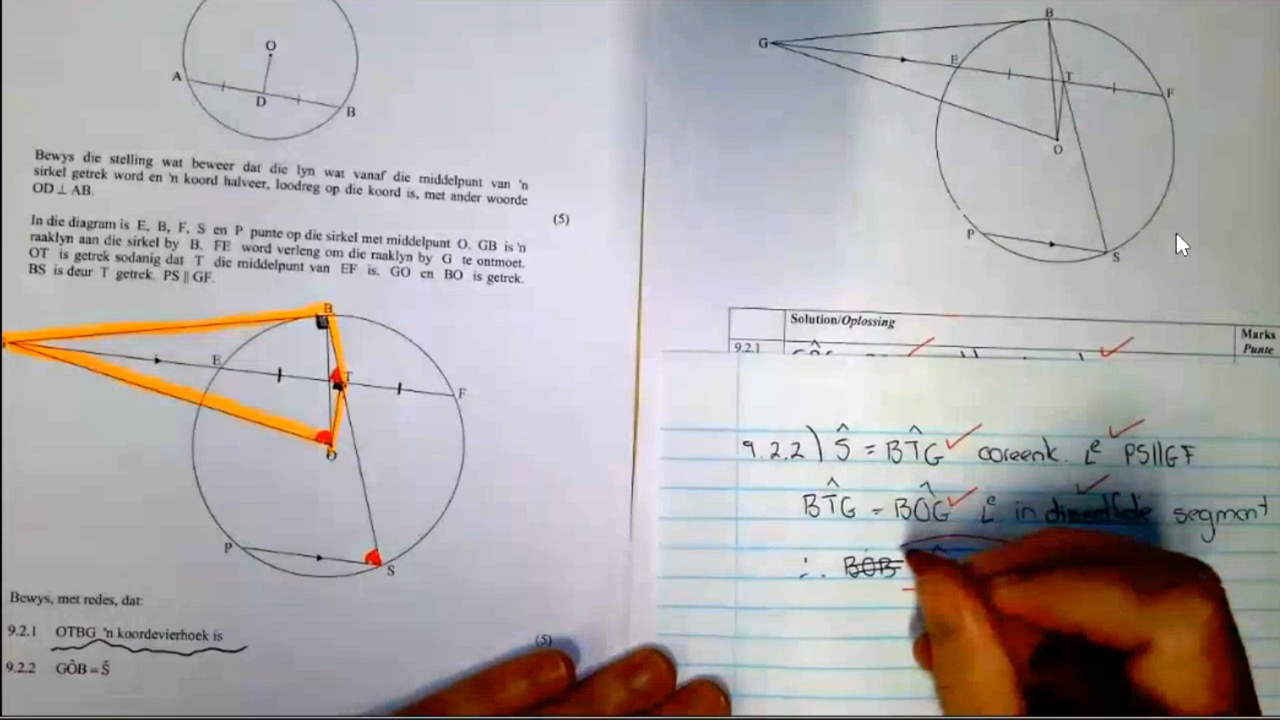 O
A
D
B
Bewys die stelling wat beweer dat die lyn wat vanaf die middelpunt van 'n
sirkel getrek word en 'n koord halveer, loodreg op die koord is, met ander woorde
OD ⊥ AB.
(5)
In die diagram is E, B, F, S en P punte op die sirkel met middelpunt O. GB is 'n
raaklyn aan die sirkel by B. FE word verleng om die raaklyn by G te ontmoet.
OT is getrek sodanig dat T die middelpunt van EF is. GO en BO is getrek.
BS is deur T getrek. PS ∥ GF.
B
E
T
F
O
P
S
Bewys, met redes, dat:
9.2.1 OTBG 'n koordevierhoek is
(5)
9.2.2 GÔB = Ŝ
B
G
E
T
F
O
P
S
Solution/Oplossing
Marks
Punte
9.2.1
9.2.2) Ŝ = BT̂G ooreenk. PS∥GF
BT̂G = BÔG in segment
∴